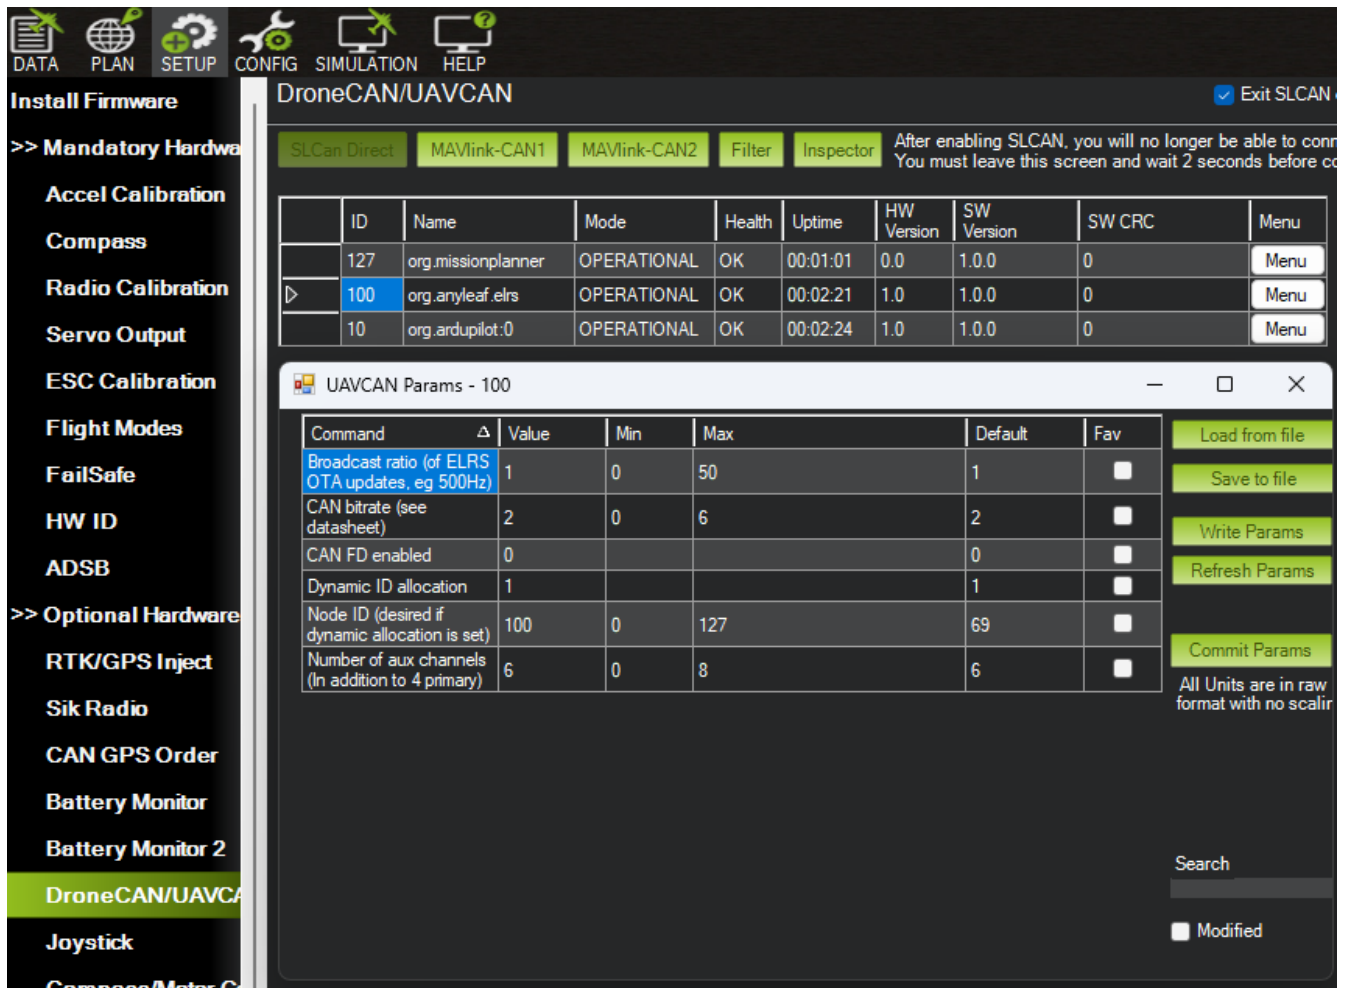 DATA PLAN SETUP CONFIG SIMULATION HELP
Install Firmware
>> Mandatory Hardwa
Accel Calibration
Compass
Radio Calibration
Servo Output
ESC Calibration
Flight Modes
FailSafe
HW ID
ADSB
>> Optional Hardware
RTK/GPS Inject
Sik Radio
CAN GPS Order
Battery Monitor
Battery Monitor 2
DroneCAN/UAVCA
Joystick
Compass/Motor C
DroneCAN/UAVCAN
Exit SLCAN
SLCan Direct MAVlink-CAN1 MAVlink-CAN2 Filter Inspector
After enabling SLCAN, you will no longer be able to conn
You must leave this screen and wait 2 seconds before co
ID Name Mode Health Uptime HW Version SW Version SW CRC Menu
127 org.missionplanner OPERATIONAL OK 00:01:01 0.0 1.0.0 0 Menu
100 org.anyleaf.elrs OPERATIONAL OK 00:02:21 1.0 1.0.0 0 Menu
10 org.ardupilot:0 OPERATIONAL OK 00:02:24 1.0 1.0.0 0 Menu
UAVCAN Params - 100
Command Value Min Max Default Fav
Broadcast ratio (of ELRS
OTA updates, eg 500Hz) 1 0 50 1
CAN bitrate (see
datasheet) 2 0 6 2
CAN FD enabled 0 0
Dynamic ID allocation 1 1
Node ID (desired if
dynamic allocation is set) 100 0 127 69
Number of aux channels
(In addition to 4 primary) 6 0 8 6
Load from file
Save to file
Write Params
Refresh Params
Commit Params
All Units are in raw
format with no scalin
Search
Modified